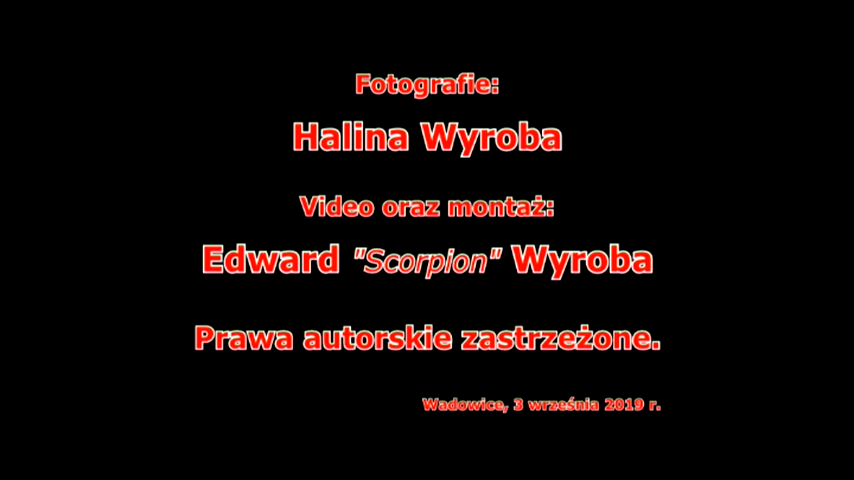 Fotografie:
Halina Wyroba
Video oraz montaż:
Edward "Scorpion" Wyroba
Prawa autorskie zastrzeżone.
Wadowice, 3 września 2019 r.